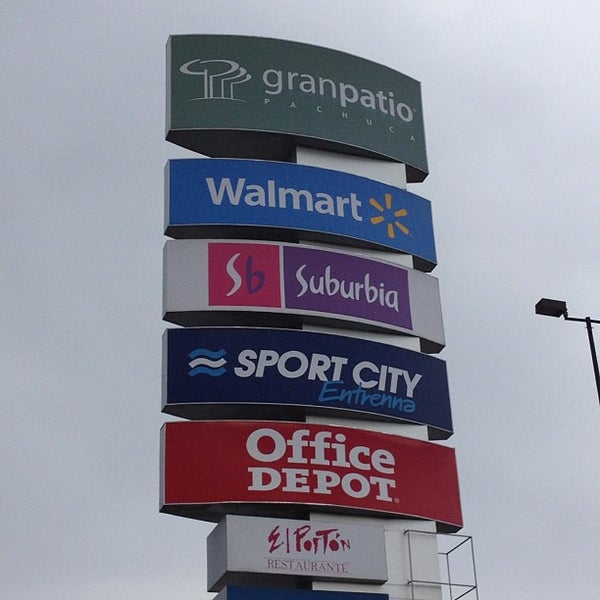 granpatio
PACHUCA
Walmart
Sb Suburbia
SPORT CITY
Entrenna
Office
DEPOT.
El Portón
RESTAURANTE